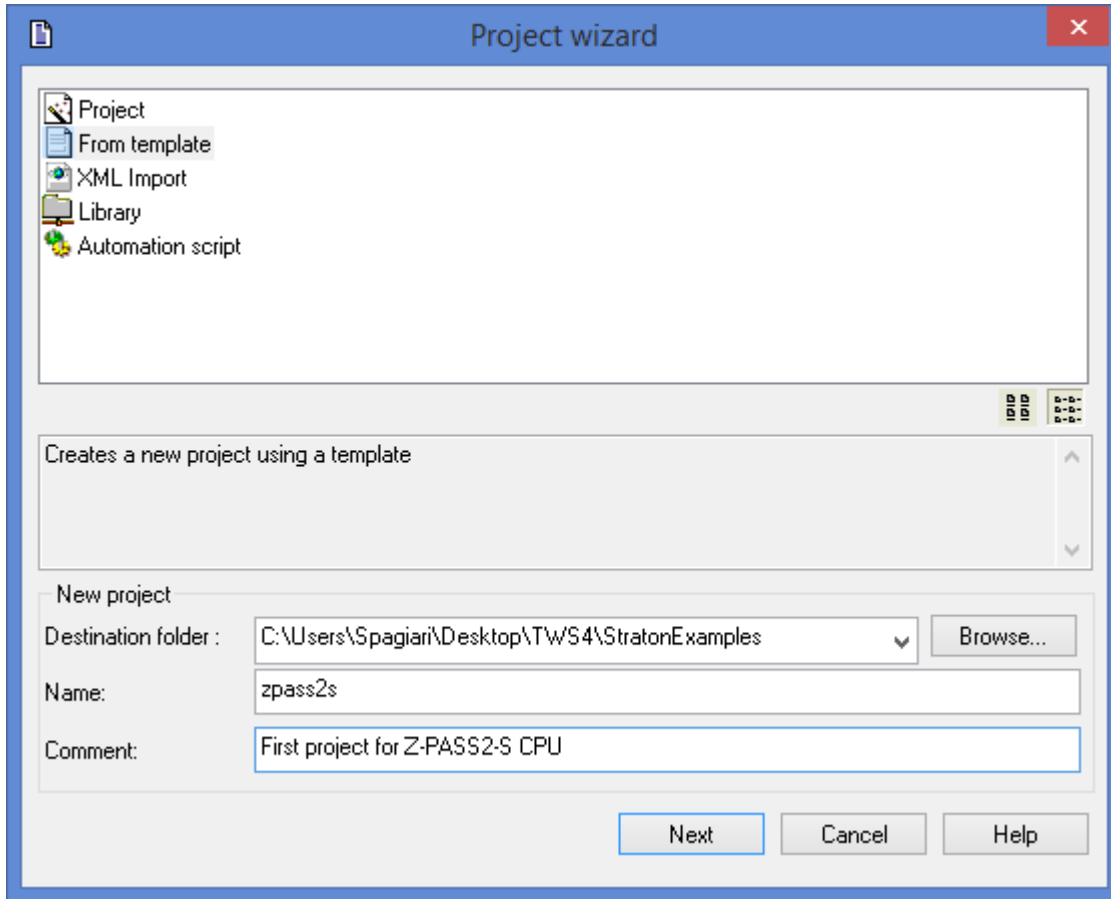 Project wizard
Project
From template
XML Import
Library
Automation script
Creates a new project using a template
New project
Destination folder :
C:\Users\Spagiari\Desktop\TWS4\StratonExamples
Browse...
Name:
zpass2s
Comment:
First project for Z-PASS2-S CPU
Next
Cancel
Help